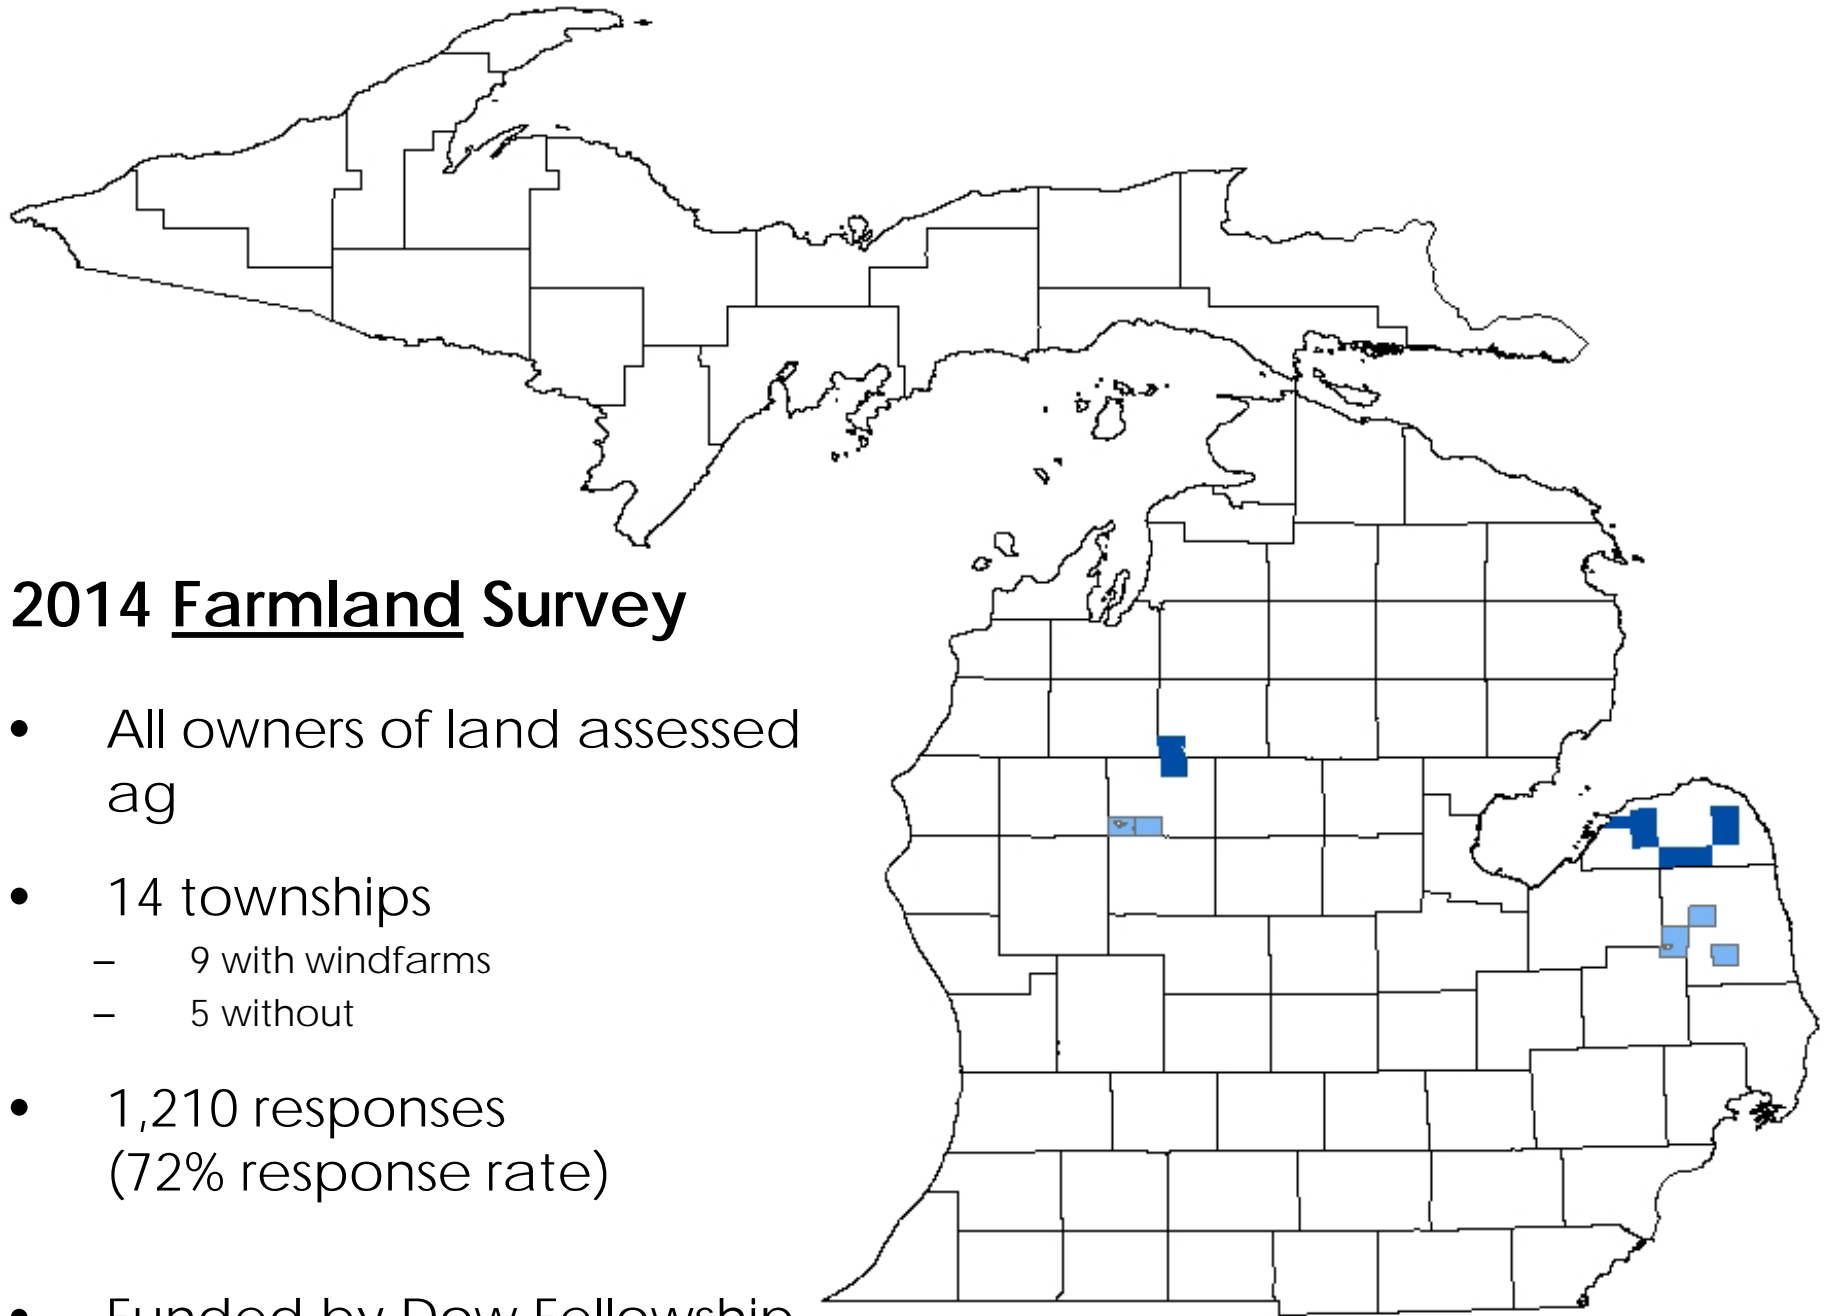 2014 Farmland Survey
• All owners of land assessed
ag
• 14 townships
– 9 with windfarms
– 5 without
• 1,210 responses
(72% response rate)
• Funded by Dow Fellowship